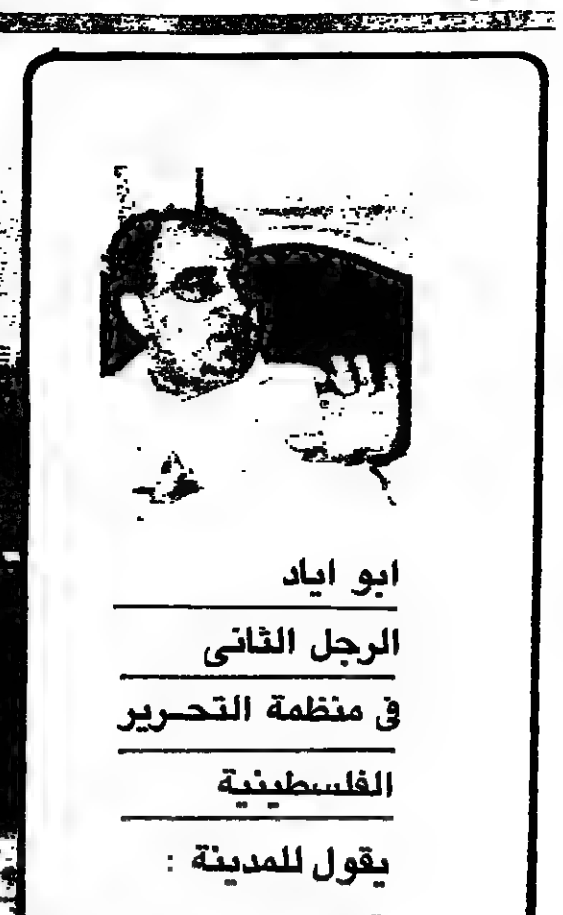 ابو اياد
الرجل الثانى
فى منظمة التحـرير
الفلسطينية
يقول للمدينة :